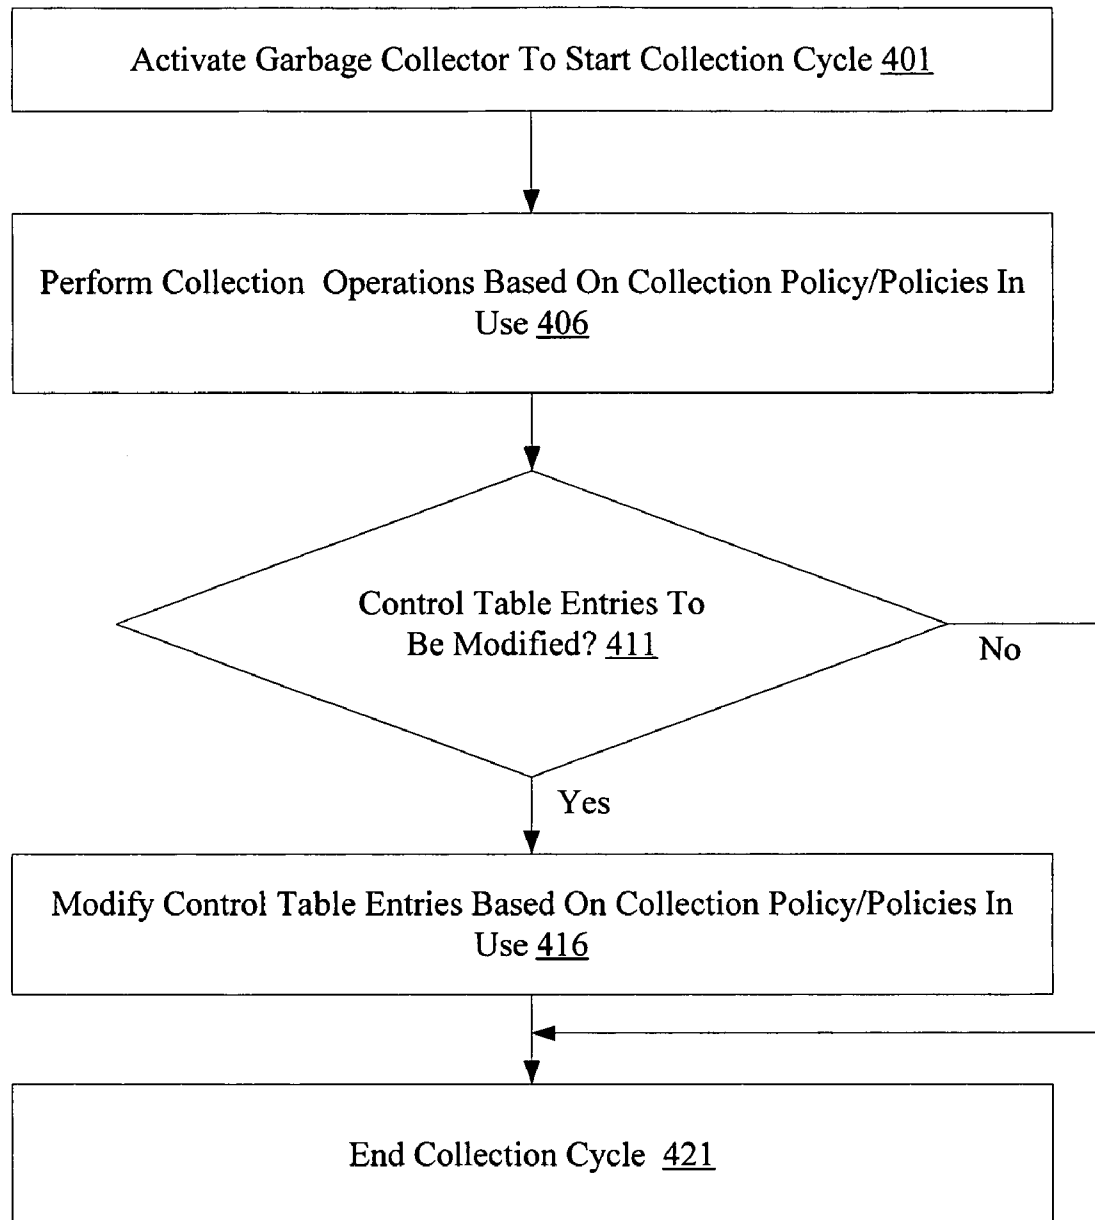 Activate Garbage Collector To Start Collection Cycle 401
Perform Collection Operations Based On Collection Policy/Policies In
Use 406
Control Table Entries To
Be Modified? 411
No
Yes
Modify Control Table Entries Based On Collection Policy/Policies In
Use 416
End Collection Cycle 421